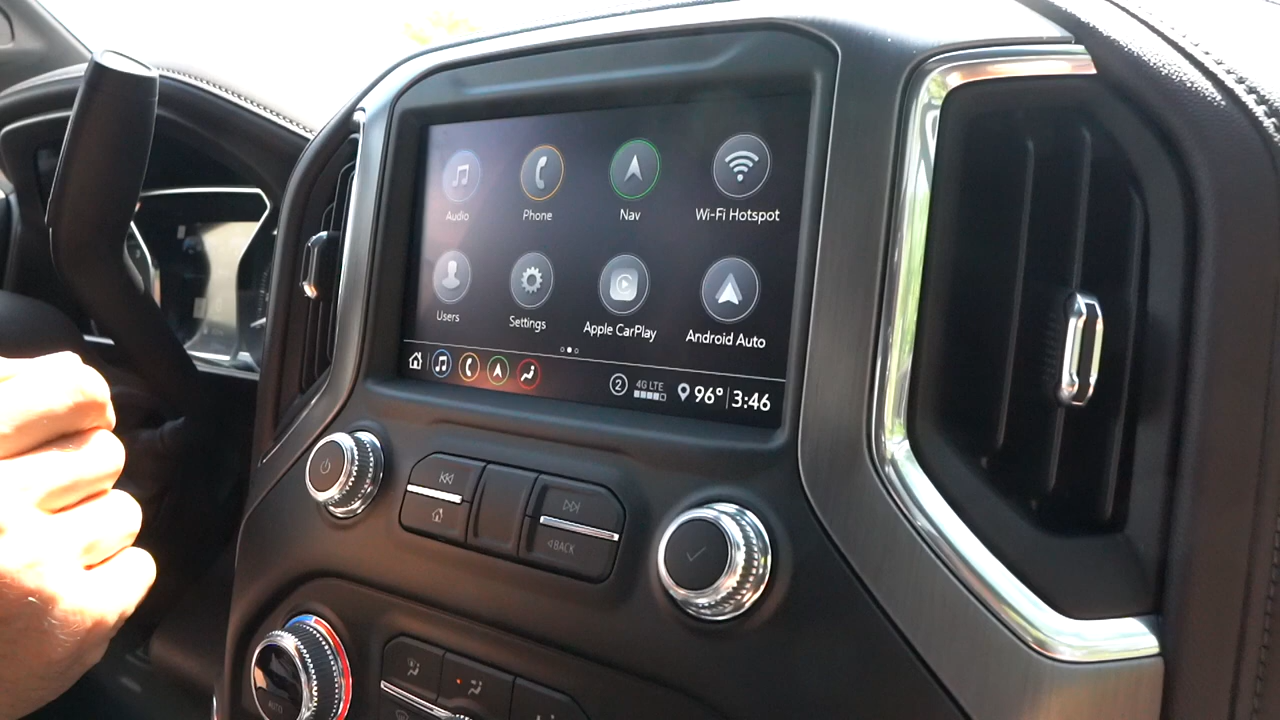 Audio Phone Nav Wi-Fi Hotspot
Users Settings Apple CarPlay Android Auto
2 4G LTE 96° 3:46
BACK
AUTO